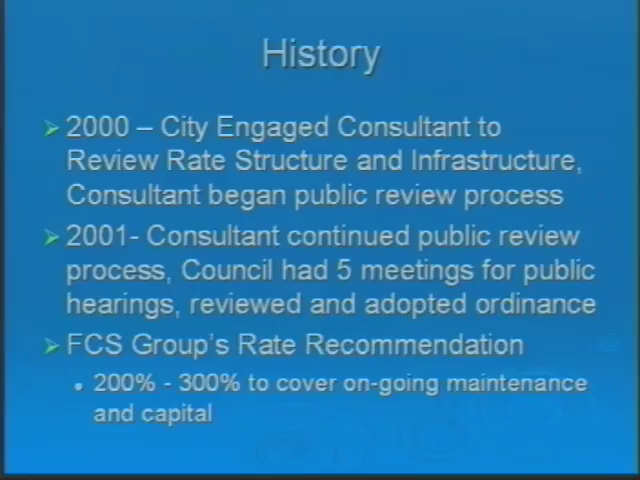 History
2000 – City Engaged Consultant to
Review Rate Structure and Infrastructure,
Consultant began public review process
2001- Consultant continued public review
process, Council had 5 meetings for public
hearings, reviewed and adopted ordinance
FCS Group's Rate Recommendation
200% - 300% to cover on-going maintenance
and capital